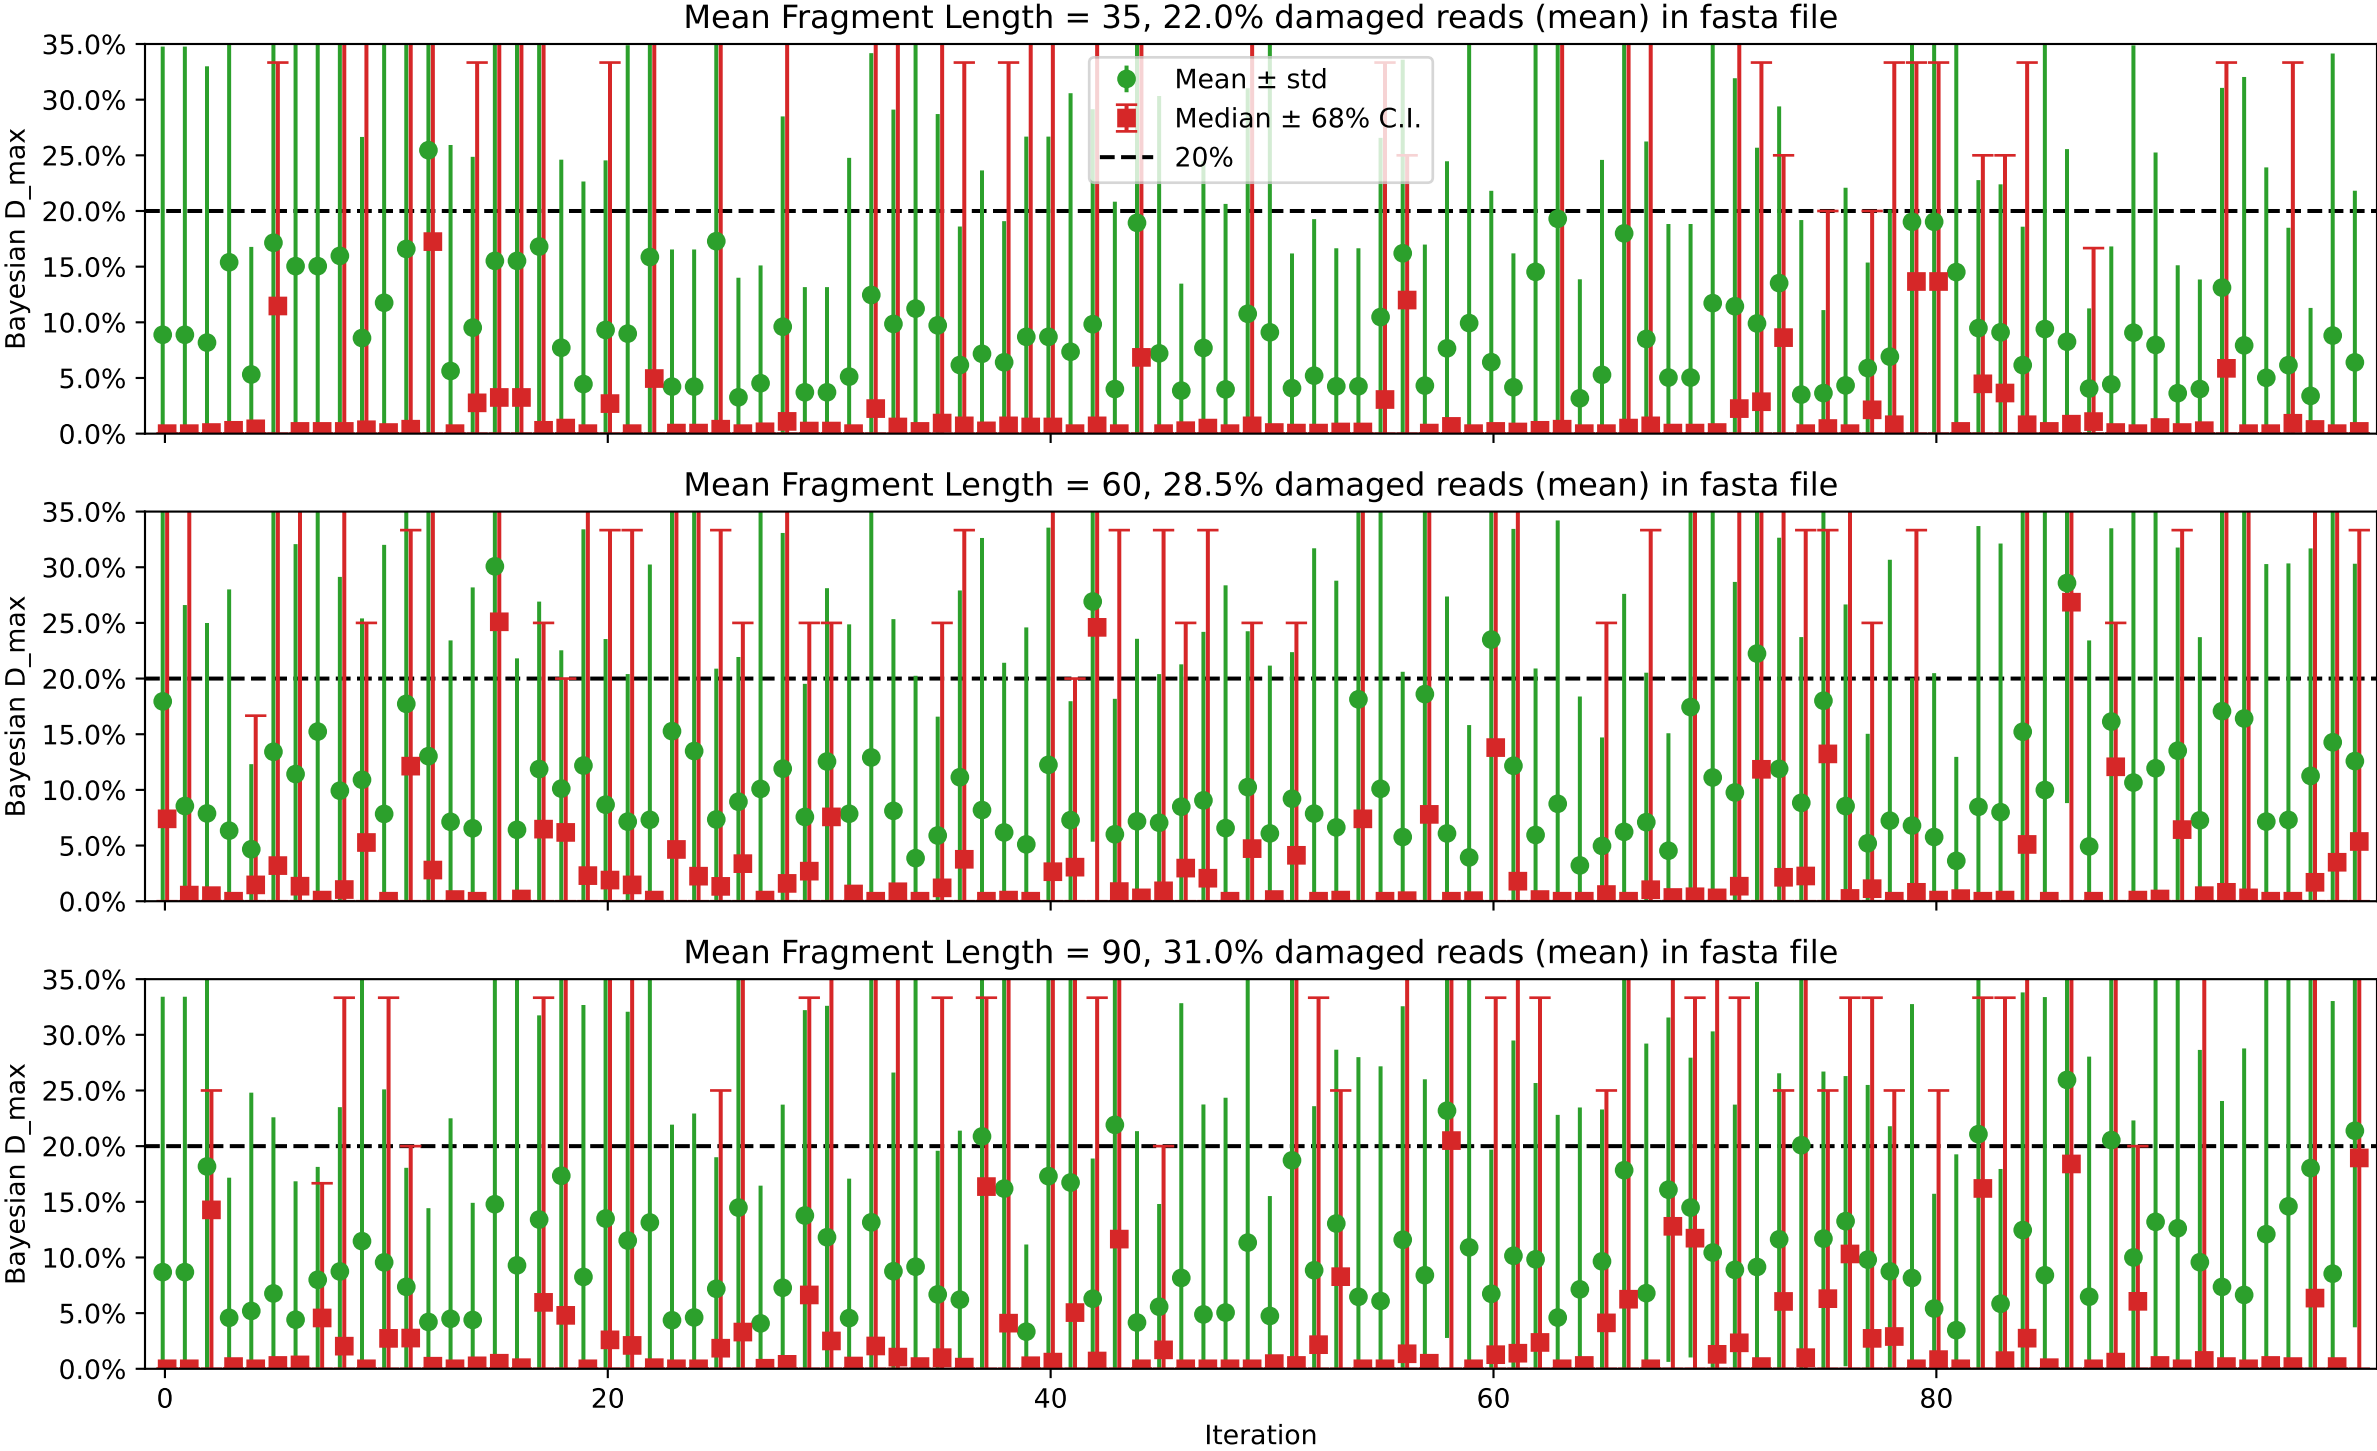 Mean Fragment Length = 35, 22.0% damaged reads (mean) in fasta file
35.0%
30.0%
25.0%
20.0%
15.0%
10.0%
5.0%
0.0%
Bayesian D_max
Mean ± std
Median ± 68% C.I.
20%
Mean Fragment Length = 60, 28.5% damaged reads (mean) in fasta file
35.0%
30.0%
25.0%
20.0%
15.0%
10.0%
5.0%
0.0%
Bayesian D_max
Mean Fragment Length = 90, 31.0% damaged reads (mean) in fasta file
35.0%
30.0%
25.0%
20.0%
15.0%
10.0%
5.0%
0.0%
Bayesian D_max
0 20 40 60 80
Iteration